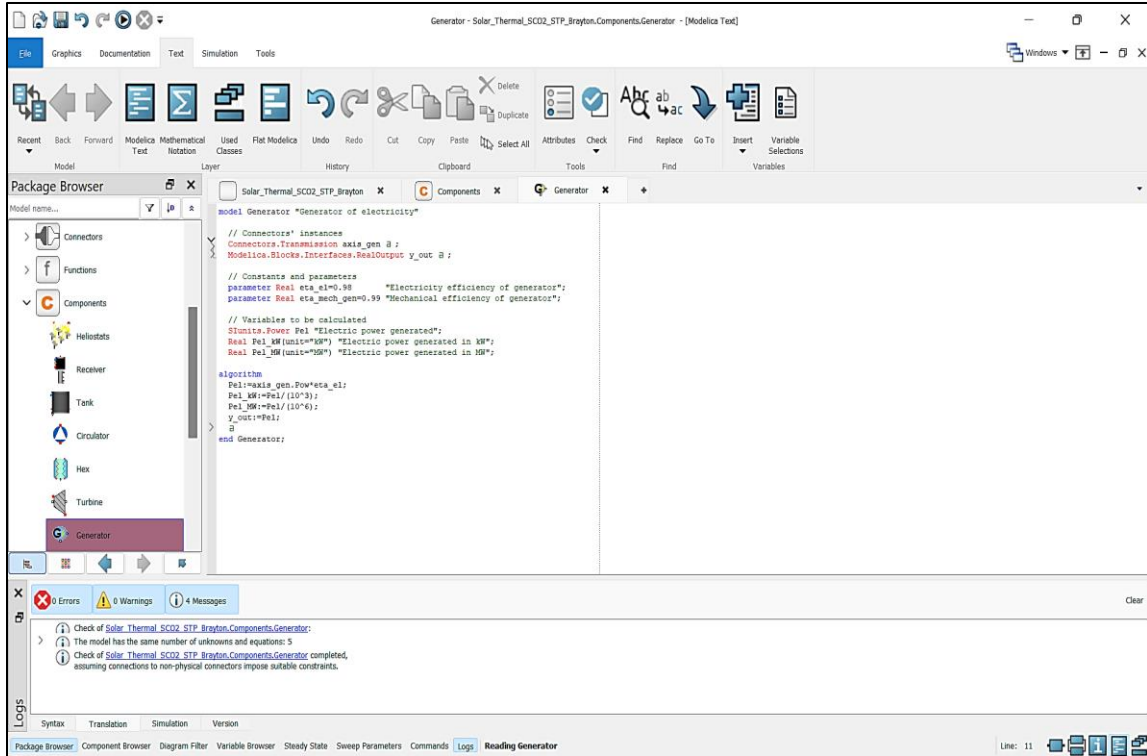 Generator - Solar_Thermal_SCO2_STP_Brayton.Components.Generator - [Modelica Text]
File Graphics Documentation Text Simulation Tools Windows
Delete
Duplicate
Select All
Recent Back Forward Modelica Text Mathematical Notation Used Classes Flat Modelica Undo Redo Cut Copy Paste Attributes Check Find Replace Go To Insert Variable Selections
Model Layer History Clipboard Tools Find Variables
Package Browser
Solar_Thermal_SCO2_STP_Brayton Components Generator
Model name...
Connectors
Functions
Components
Heliostats
Receiver
Tank
Circulator
Hex
Turbine
Generator
model Generator "Generator of electricity"
// Connectors' instances
Connectors.Transmission axis_gen a ;
Modelica.Blocks.Interfaces.RealOutput y_out a ;
// Constants and parameters
parameter Real eta_el=0.98 "Electricity efficiency of generator";
parameter Real eta_mech_gen=0.99 "Mechanical efficiency of generator";
// Variables to be calculated
SIunits.Power Pel "Electric power generated";
Real Pel_kW(unit="kW") "Electric power generated in kW";
Real Pel_MW(unit="MW") "Electric power generated in MW";
algorithm
Pel:=axis_gen.Pow*eta_el;
Pel_kW:=Pel/(10^3);
Pel_MW:=Pel/(10^6);
y_out:=Pel;
a
end Generator;
0 Errors 0 Warnings 4 Messages Clear
Check of Solar_Thermal_SCO2_STP_Brayton.Components.Generator:
The model has the same number of unknowns and equations: 5
Check of Solar_Thermal_SCO2_STP_Brayton.Components.Generator completed,
assuming connections to non-physical connectors impose suitable constraints.
Logs
Syntax Translation Simulation Version
Package Browser Component Browser Diagram Filter Variable Browser Steady State Sweep Parameters Commands Logs Reading Generator Line: 11